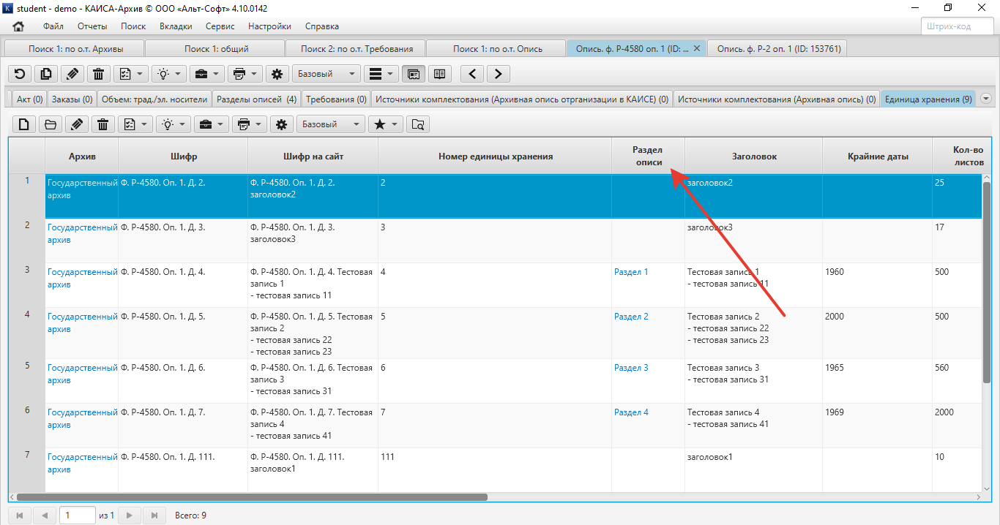 student - demo - КАИСА-Архив © ООО «Альт-Софт» 4.10.0142
Файл Отчеты Поиск Вкладки Сервис Настройки Справка Штрих-код
Поиск 1: по о.т. Архивы Поиск 1: общий Поиск 2: по о.т. Требования Поиск 1: по о.т. Опись Опись. ф. Р-4580 оп. 1 (ID: ... Опись. ф. Р-2 оп. 1 (ID: 153761)
Базовый
Акт (0) Заказы (0) Объем: трад./эл. носители Разделы описей (4) Требования (0) Источники комплектования (Архивная опись отрганизации в КАИСЕ) (0) Источники комплектования (Архивная опись) (0) Единица хранения (9)
Базовый
Архив Шифр Шифр на сайт Номер единицы хранения Раздел описи Заголовок Крайние даты Кол-во листов
1 Государственный Ф. Р-4580. Оп. 1. Д. 2. Ф. Р-4580. Оп. 1. Д. 2. 2 заголовок2 25
архив заголовок2
2 Государственный Ф. Р-4580. Оп. 1. Д. 3. Ф. Р-4580. Оп. 1. Д. 3. 3 заголовок3 17
архив заголовок3
3 Государственный Ф. Р-4580. Оп. 1. Д. 4. Ф. Р-4580. Оп. 1. Д. 4. Тестовая 4 Раздел 1 Тестовая запись 1 1960 500
архив запись 1 - тестовая запись 11
- тестовая запись 11
4 Государственный Ф. Р-4580. Оп. 1. Д. 5. Ф. Р-4580. Оп. 1. Д. 5. Тестовая 5 Раздел 2 Тестовая запись 2 2000 500
архив запись 2 - тестовая запись 22
- тестовая запись 22 - тестовая запись 23
- тестовая запись 23
5 Государственный Ф. Р-4580. Оп. 1. Д. 6. Ф. Р-4580. Оп. 1. Д. 6. Тестовая 6 Раздел 3 Тестовая запись 3 1965 560
архив запись 3 - тестовая запись 31
- тестовая запись 31
6 Государственный Ф. Р-4580. Оп. 1. Д. 7. Ф. Р-4580. Оп. 1. Д. 7. Тестовая 7 Раздел 4 Тестовая запись 4 1969 2000
архив запись 4 - тестовая запись 41
- тестовая запись 41
7 Государственный Ф. Р-4580. Оп. 1. Д. 111. Ф. Р-4580. Оп. 1. Д. 111. 111 заголовок1 10
архив заголовок1
1 из 1 Всего: 9